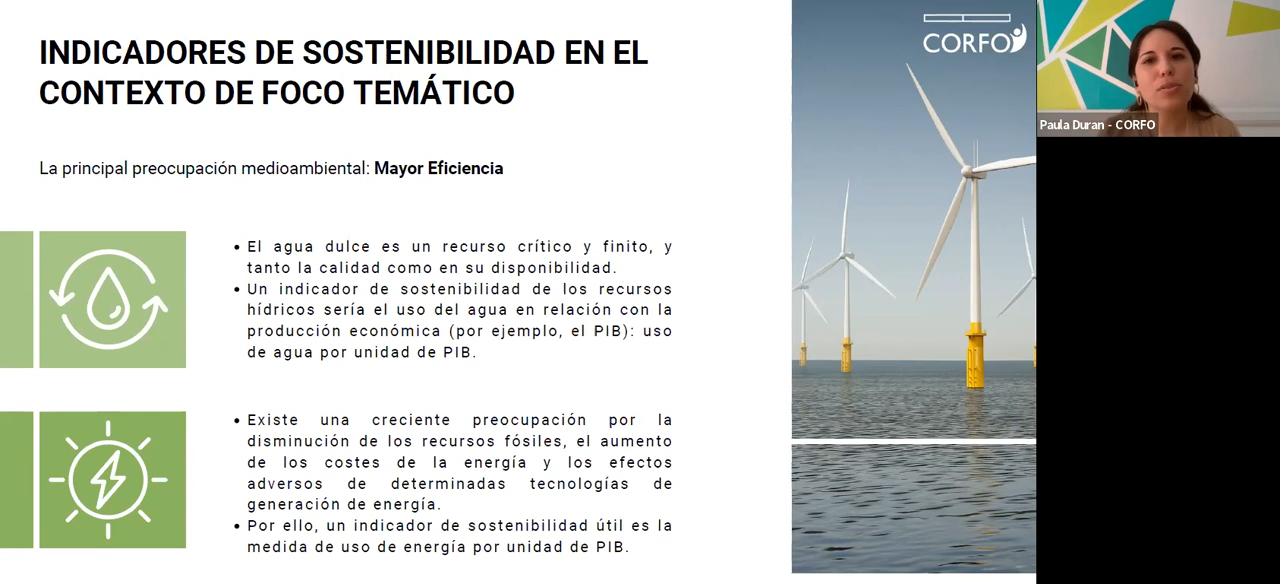 INDICADORES DE SOSTENIBILIDAD EN EL
CONTEXTO DE FOCO TEMÁTICO
La principal preocupación medioambiental: Mayor Eficiencia
• El agua dulce es un recurso crítico y finito, y
tanto la calidad como en su disponibilidad.
• Un indicador de sostenibilidad de los recursos
hídricos sería el uso del agua en relación con la
producción económica (por ejemplo, el PIB): uso
de agua por unidad de PIB.
• Existe una creciente preocupación por la
disminución de los recursos fósiles, el aumento
de los costes de la energía y los efectos
adversos de determinadas tecnologías de
generación de energía.
• Por ello, un indicador de sostenibilidad útil es la
medida de uso de energía por unidad de PIB.
CORFO
Paula Duran - CORFO